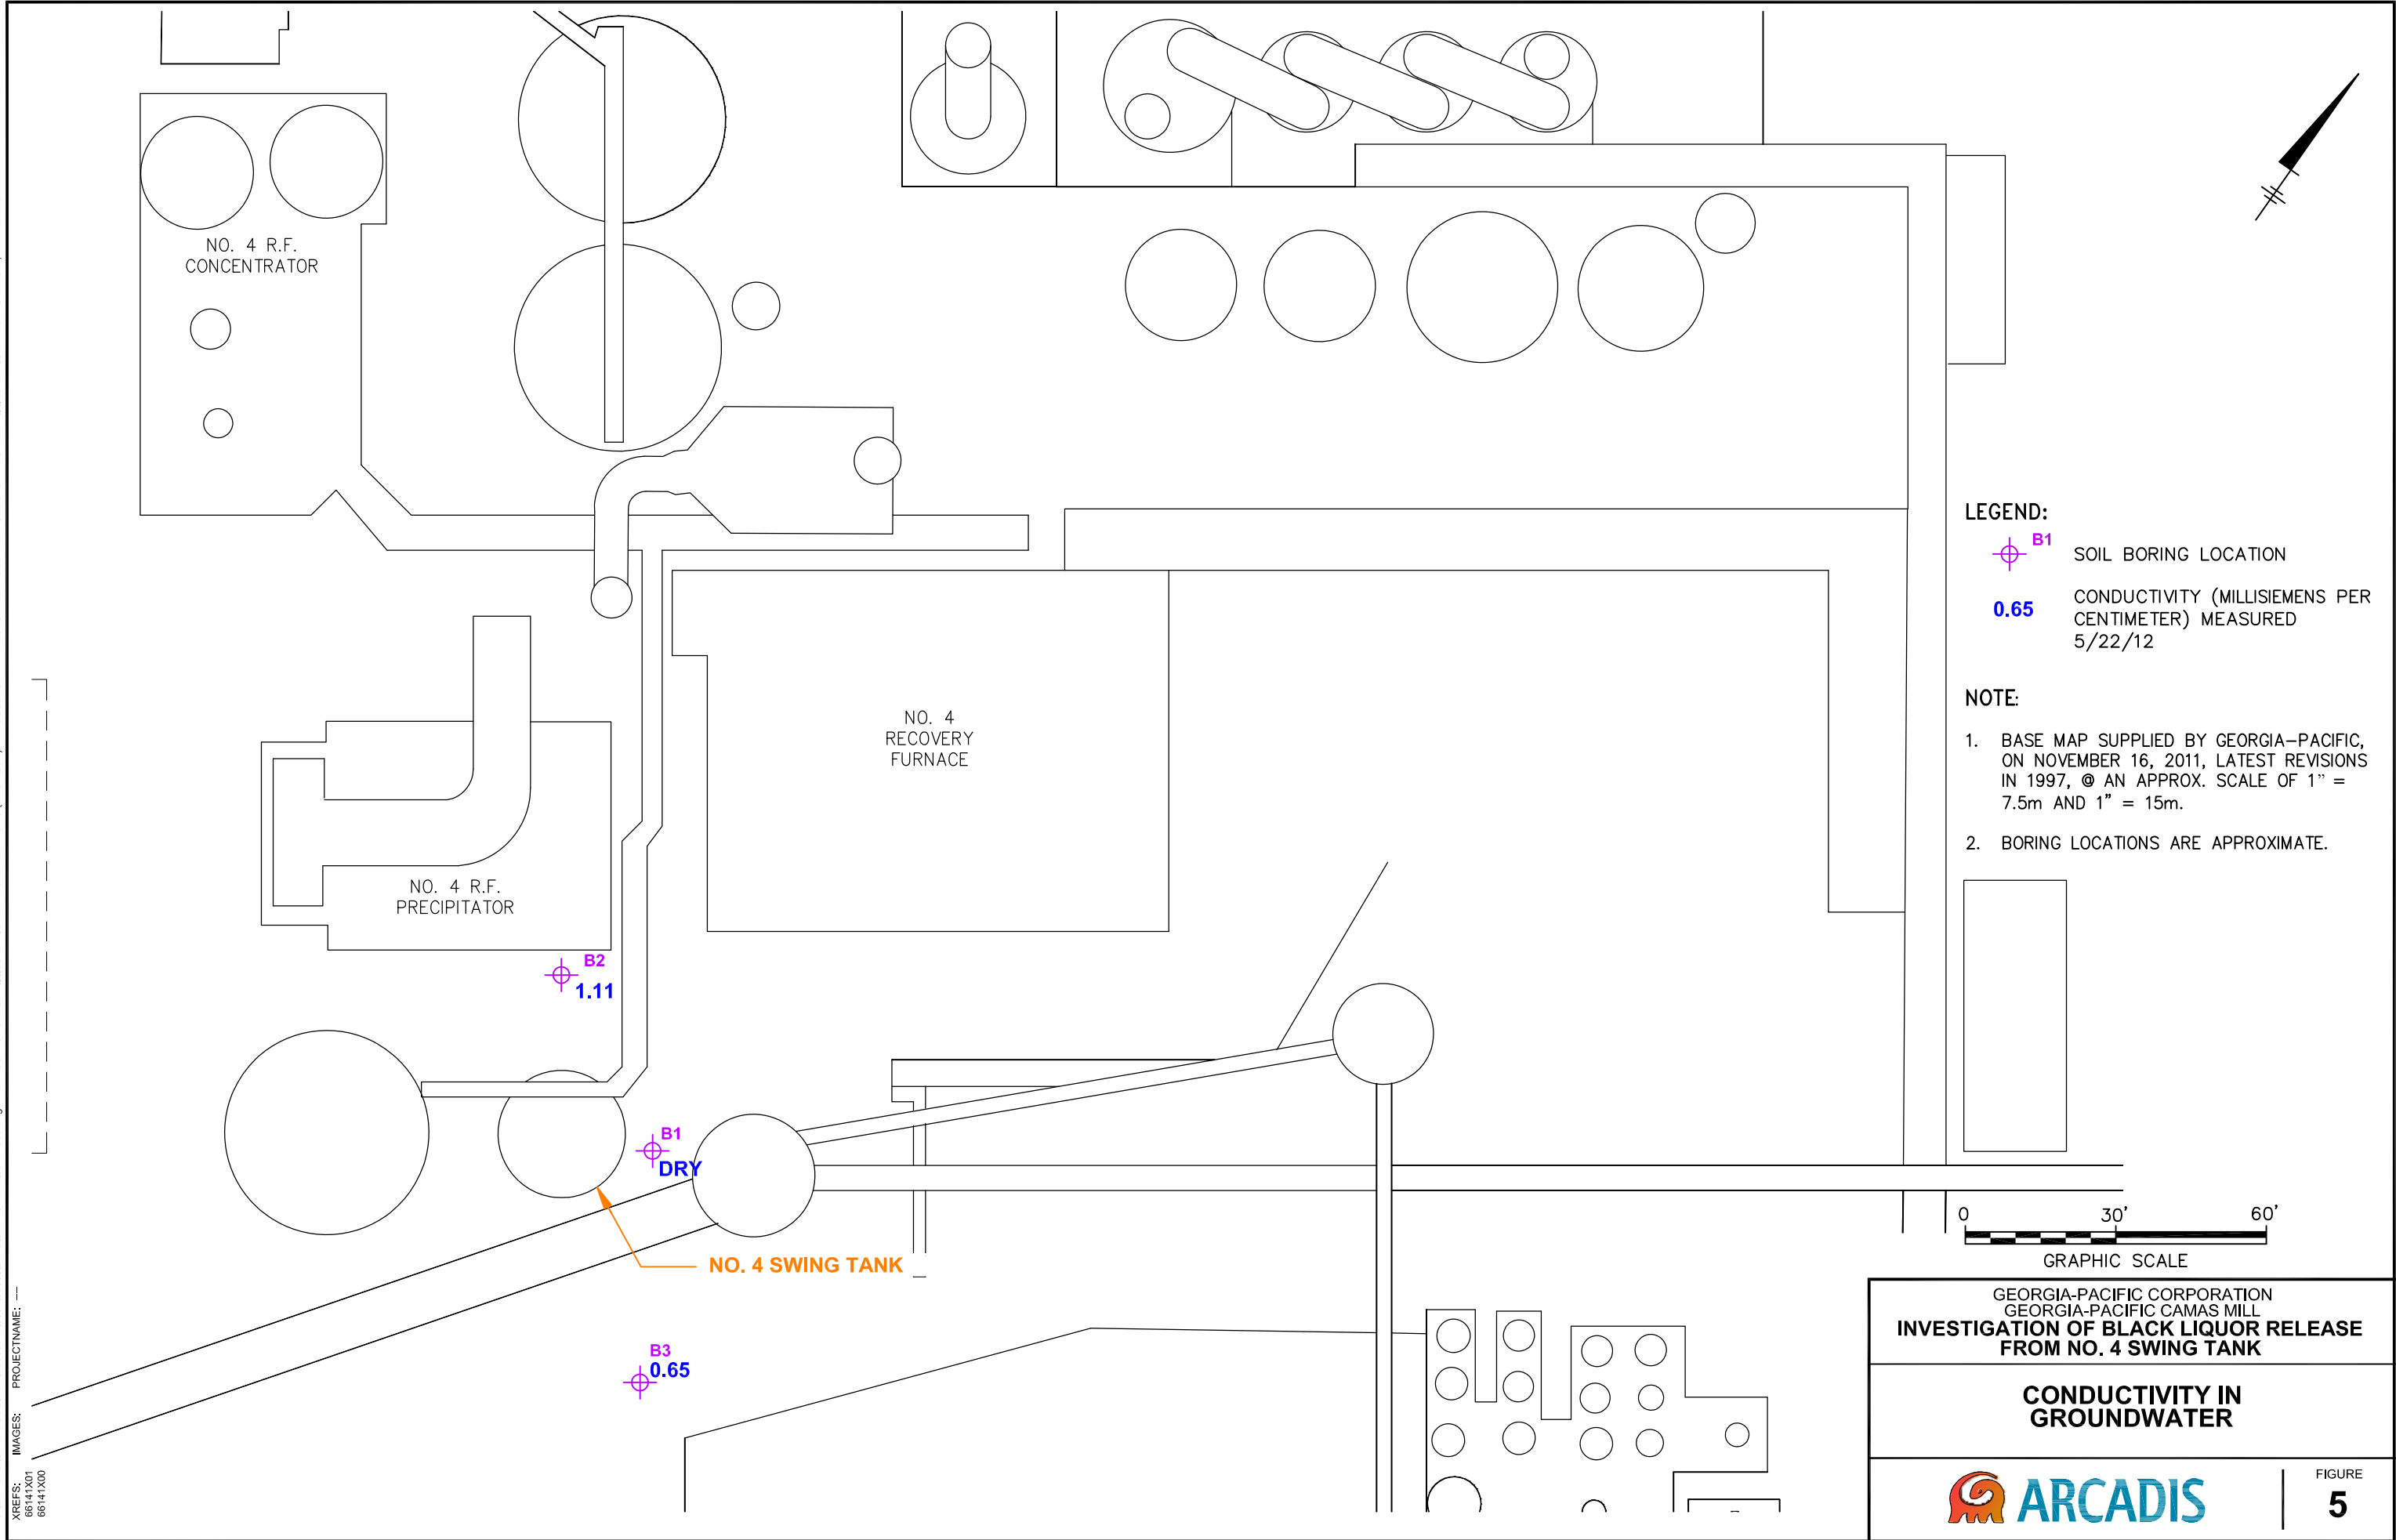 NO. 4 R.F.
CONCENTRATOR
NO. 4
RECOVERY
FURNACE
NO. 4 R.F.
PRECIPITATOR
B2
1.11
B1
DRY
NO. 4 SWING TANK
B3
0.65
LEGEND:
B1
SOIL BORING LOCATION
0.65
CONDUCTIVITY (MILLISIEMENS PER
CENTIMETER) MEASURED
5/22/12
NOTE:
1. BASE MAP SUPPLIED BY GEORGIA-PACIFIC,
ON NOVEMBER 16, 2011, LATEST REVISIONS
IN 1997, @ AN APPROX. SCALE OF 1" =
7.5m AND 1" = 15m.
2. BORING LOCATIONS ARE APPROXIMATE.
0 30' 60'
GRAPHIC SCALE
GEORGIA-PACIFIC CORPORATION
GEORGIA-PACIFIC CAMAS MILL
INVESTIGATION OF BLACK LIQUOR RELEASE
FROM NO. 4 SWING TANK
CONDUCTIVITY IN
GROUNDWATER
ARCADIS
FIGURE
5
XREFS: IMAGES: PROJECTNAME: ---
66141X01
66141X00